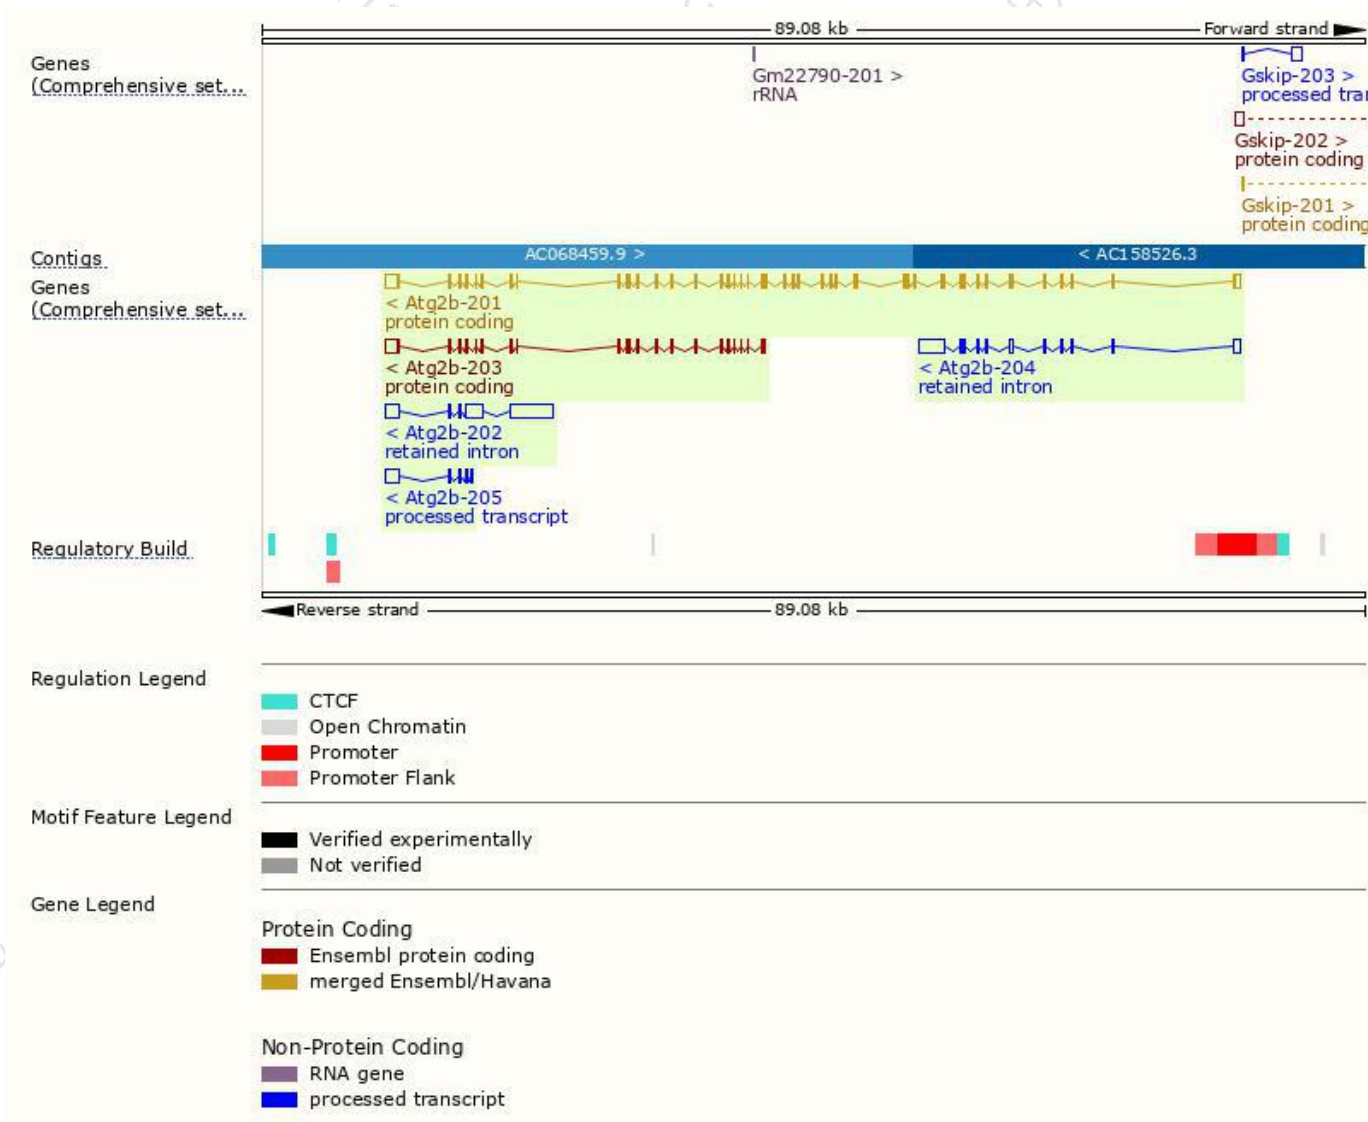 89.08 kb Forward strand
Genes
(Comprehensive set...
Gm22790-201 >
rRNA
Gskip-203 >
processed tra
Gskip-202 >
protein coding
Gskip-201 >
protein coding
Contigs
AC068459.9 >
< AC158526.3
Genes
(Comprehensive set...
< Atg2b-201
protein coding
< Atg2b-203
protein coding
< Atg2b-204
retained intron
< Atg2b-202
retained intron
< Atg2b-205
processed transcript
Regulatory Build
Reverse strand 89.08 kb
Regulation Legend
CTCF
Open Chromatin
Promoter
Promoter Flank
Motif Feature Legend
Verified experimentally
Not verified
Gene Legend
Protein Coding
Ensembl protein coding
merged Ensembl/Havana
Non-Protein Coding
RNA gene
processed transcript